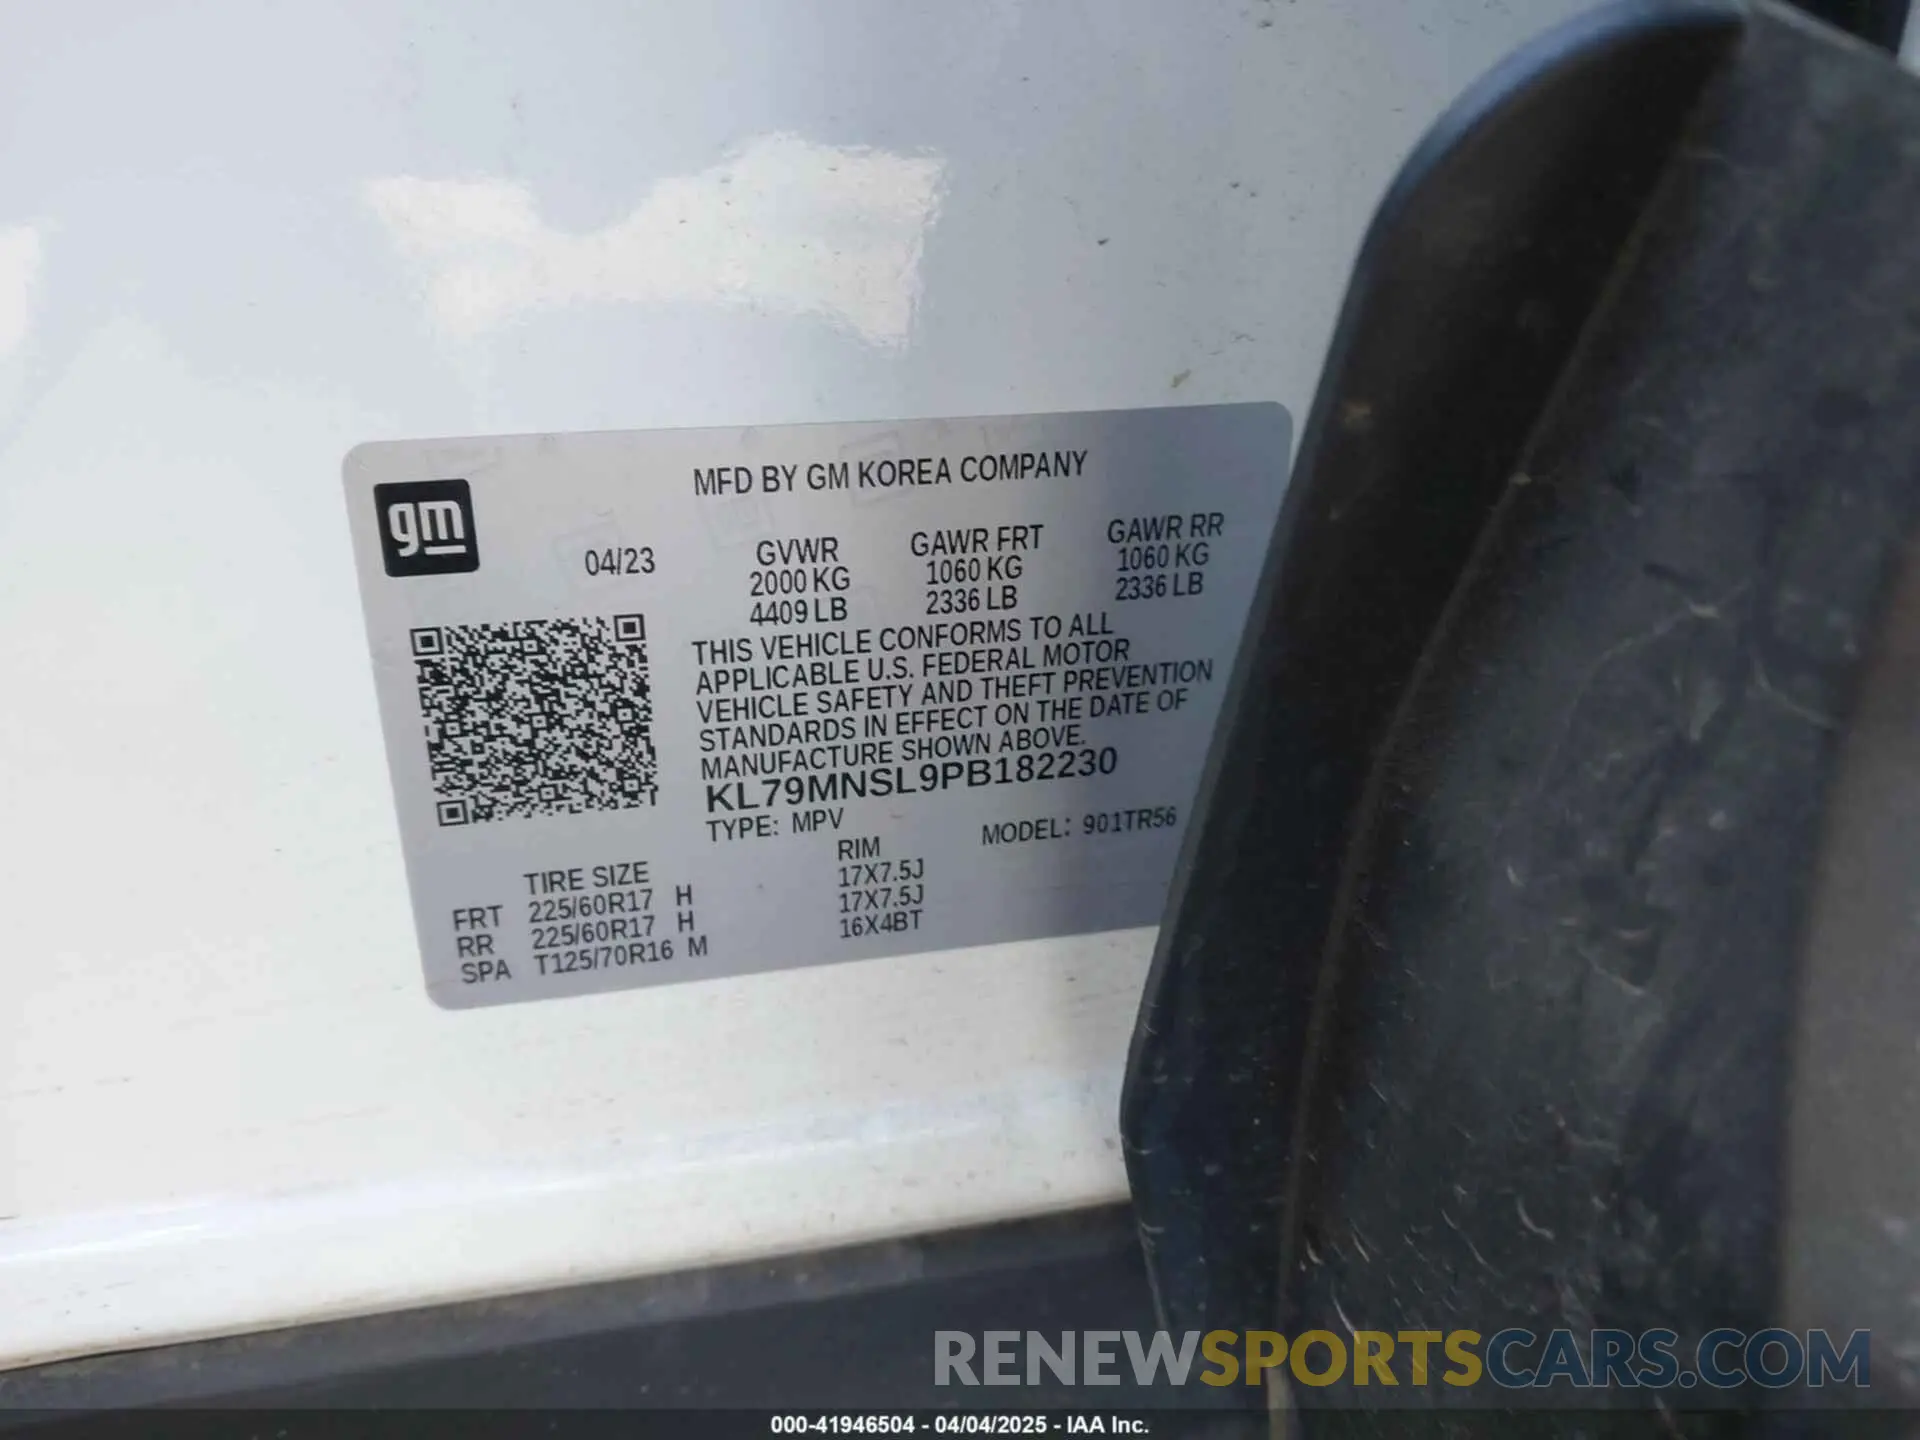 gm
MFD BY GM KOREA COMPANY
04/23
GVWR GAWR FRT GAWR RR
2000 KG 1060 KG 1060 KG
4409 LB 2336 LB 2336 LB
THIS VEHICLE CONFORMS TO ALL
APPLICABLE U.S. FEDERAL MOTOR
VEHICLE SAFETY AND THEFT PREVENTION
STANDARDS IN EFFECT ON THE DATE OF
MANUFACTURE SHOWN ABOVE.
KL79MNSL9PB182230
TYPE: MPV MODEL: 901TR56
TIRE SIZE RIM
FRT 225/60R17 H 17X7.5J
RR 225/60R17 H 17X7.5J
SPA T125/70R16 M 16X4BT
RENEWSPORTSCARS.COM
000-41946504 - 04/04/2025 - IAA Inc.